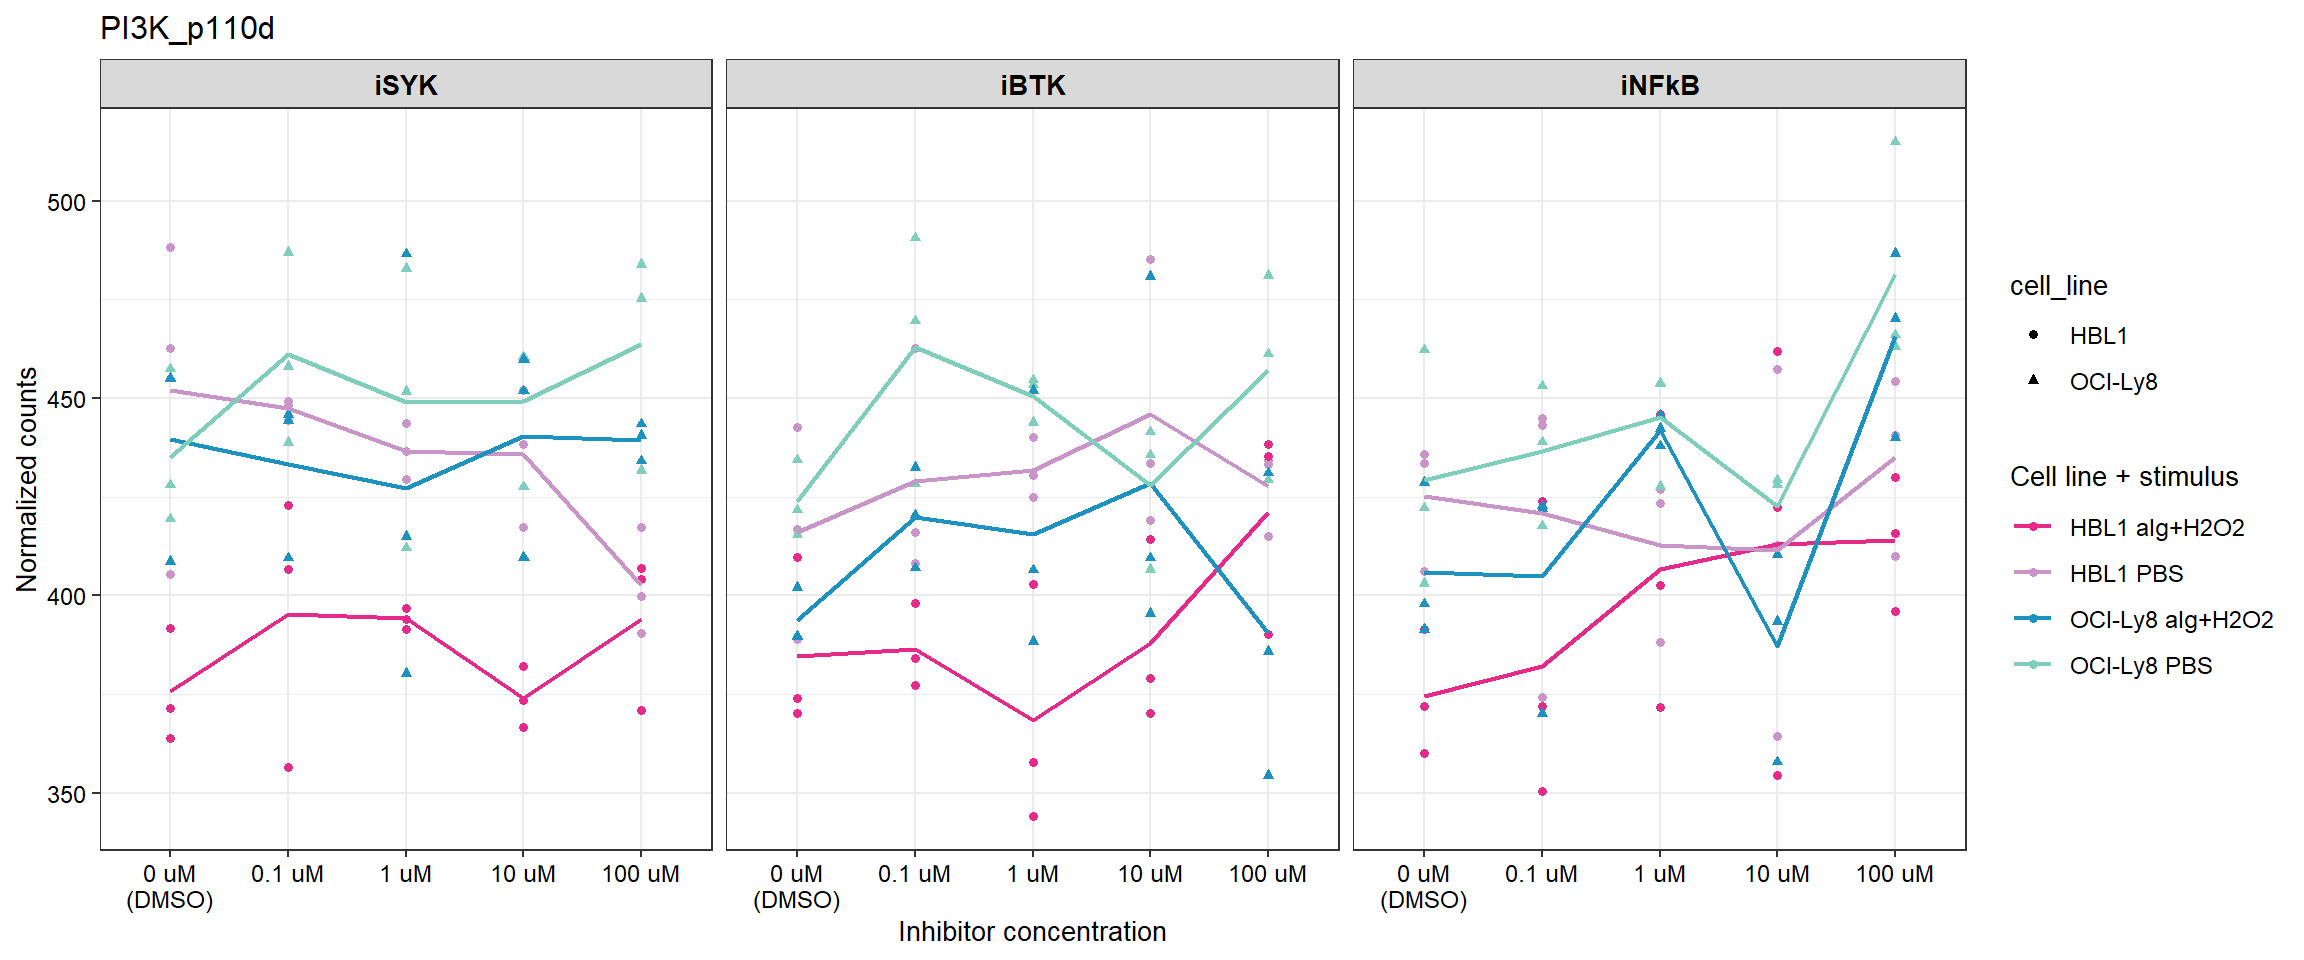 PI3K_p110d
iSYK
iBTK
iNFkB
Normalized counts
500
450
400
350
0 uM
(DMSO)
0.1 uM
1 uM
10 uM
100 uM
0 uM
(DMSO)
0.1 uM
1 uM
10 uM
100 uM
0 uM
(DMSO)
0.1 uM
1 uM
10 uM
100 uM
Inhibitor concentration
cell_line
HBL1
OCI-Ly8
Cell line + stimulus
HBL1 aIg+H2O2
HBL1 PBS
OCI-Ly8 aIg+H2O2
OCI-Ly8 PBS